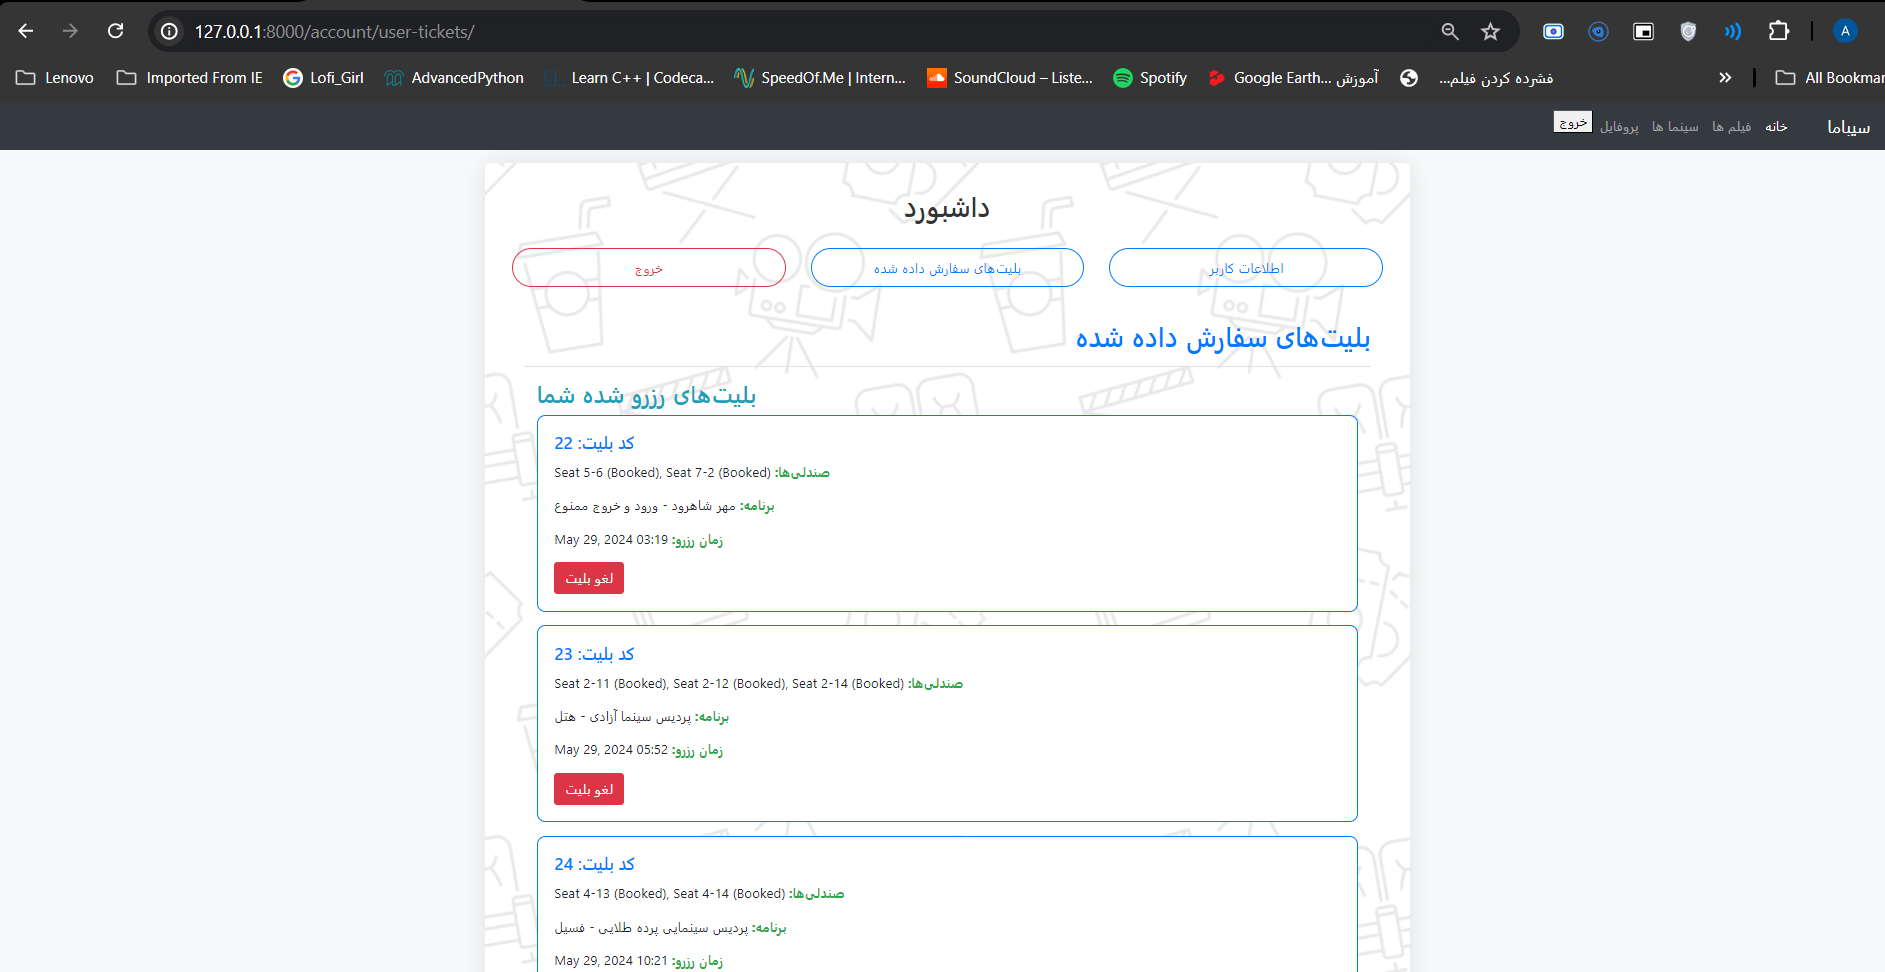 127.0.0.1:8000/account/user-tickets/
A
Lenovo
Imported From IE
Lofi_Girl
AdvancedPython
Learn C++ | Codeca...
SpeedOf.Me | Intern...
SoundCloud – Liste...
Spotify
آموزش ...Google Earth
فشرده کردن فیلم...
All Bookmar
سیباما
خانه
فیلم ها
سینما ها
پروفایل
خروج
داشبورد
اطلاعات کاربر
بلیت‌های سفارش داده شده
خروج
بلیت‌های سفارش داده شده
بلیت‌های رزرو شده شما
کد بلیت: 22
صندلی‌ها: Seat 5-6 (Booked), Seat 7-2 (Booked)
برنامه: مهر شاهرود - ورود و خروج ممنوع
زمان رزرو: May 29, 2024 03:19
لغو بلیت
کد بلیت: 23
صندلی‌ها: Seat 2-11 (Booked), Seat 2-12 (Booked), Seat 2-14 (Booked)
برنامه: پردیس سینما آزادی - هتل
زمان رزرو: May 29, 2024 05:52
لغو بلیت
کد بلیت: 24
صندلی‌ها: Seat 4-13 (Booked), Seat 4-14 (Booked)
برنامه: پردیس سینمایی پرده طلایی - فسیل
زمان رزرو: May 29, 2024 10:21